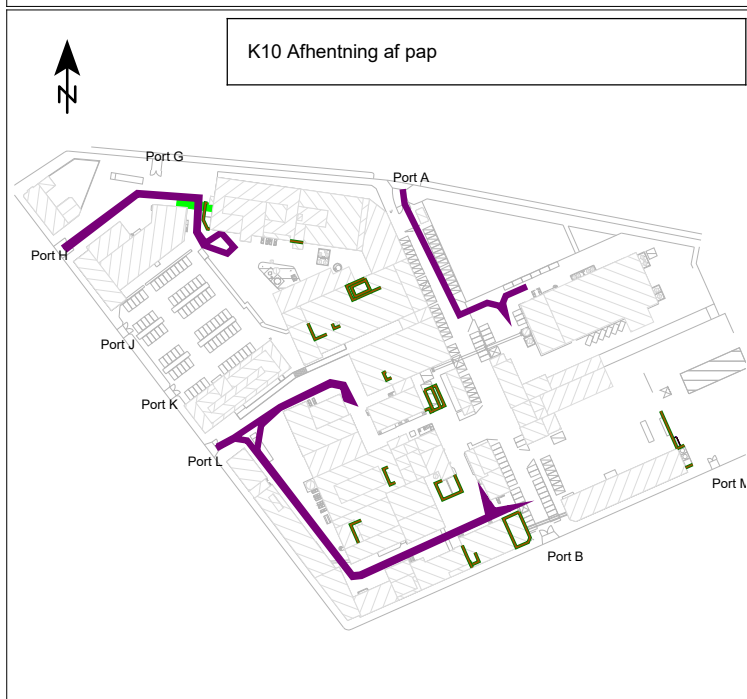 K10 Afhentning af pap
N
Port G
Port A
Port H
Port J
Port K
Port L
Port M
Port B